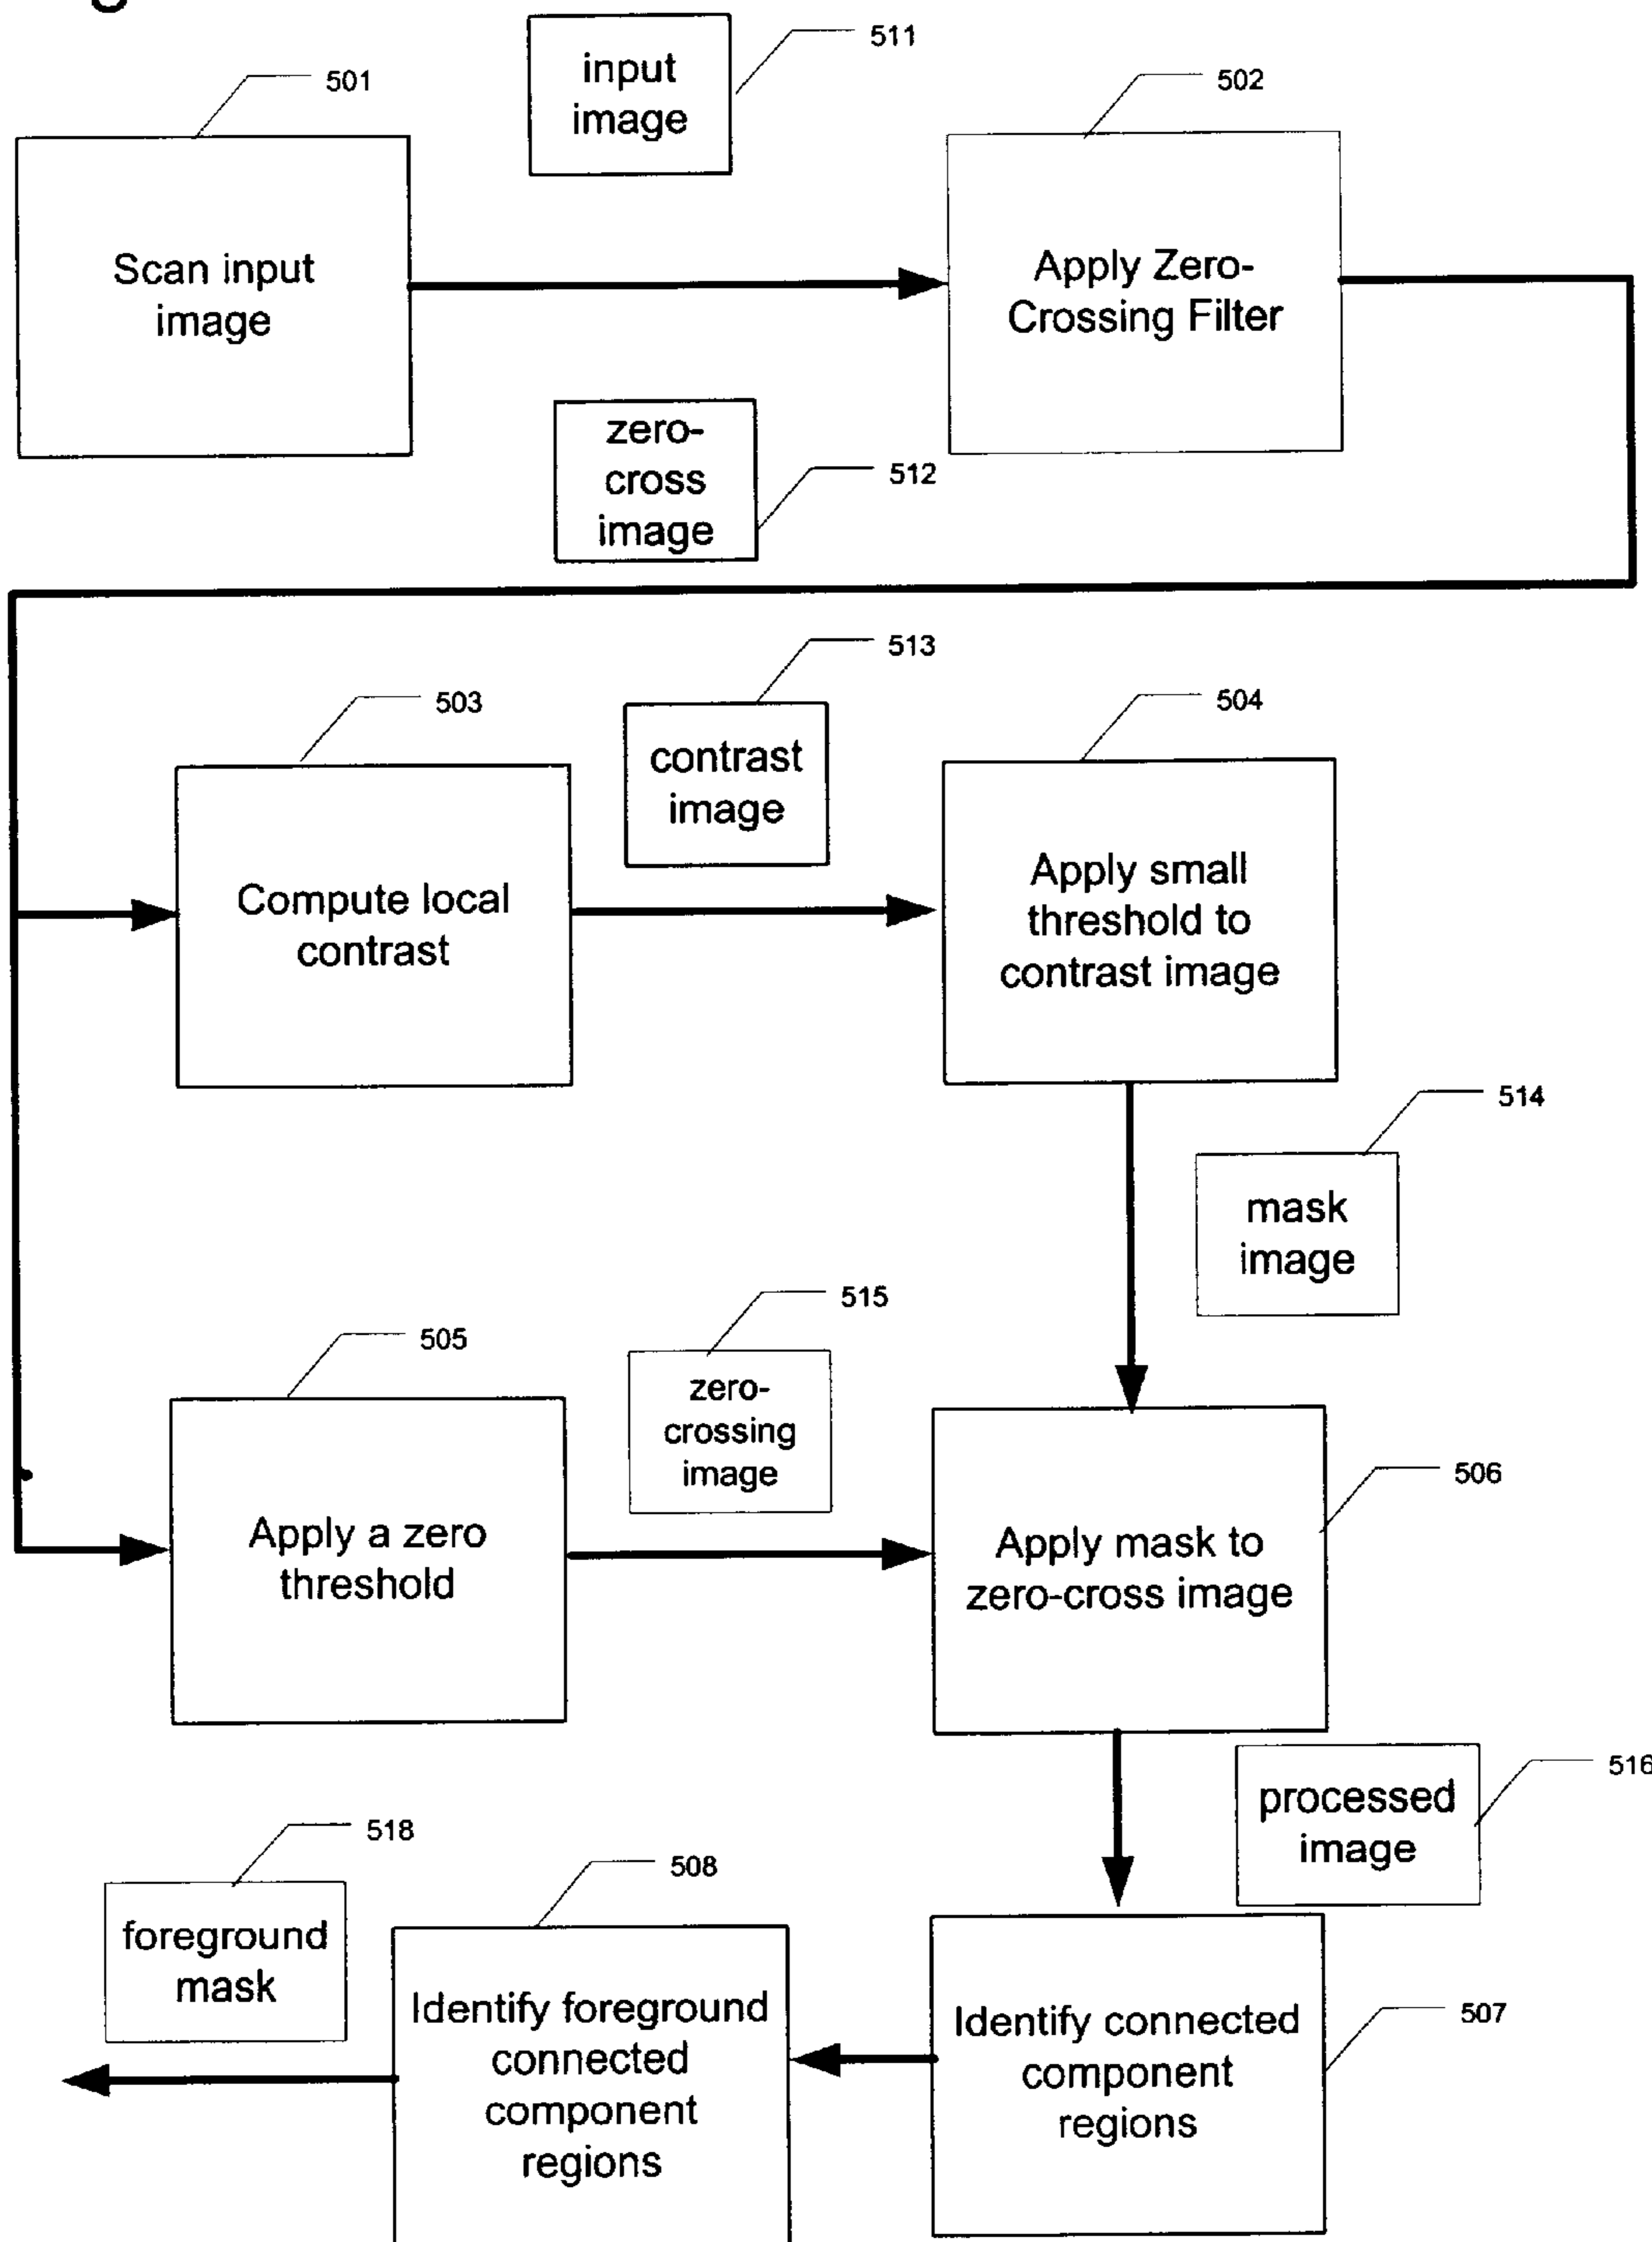 511
input
image
501
502
Scan input
image
Apply Zero-
Crossing Filter
zero-
cross
image
512
513
503
504
contrast
image
Compute local
contrast
Apply small
threshold to
contrast image
514
mask
image
515
505
zero-
crossing
image
506
Apply a zero
threshold
Apply mask to
zero-cross image
516
processed
image
518
508
foreground
mask
Identify foreground
connected
component
regions
507
Identify connected
component
regions